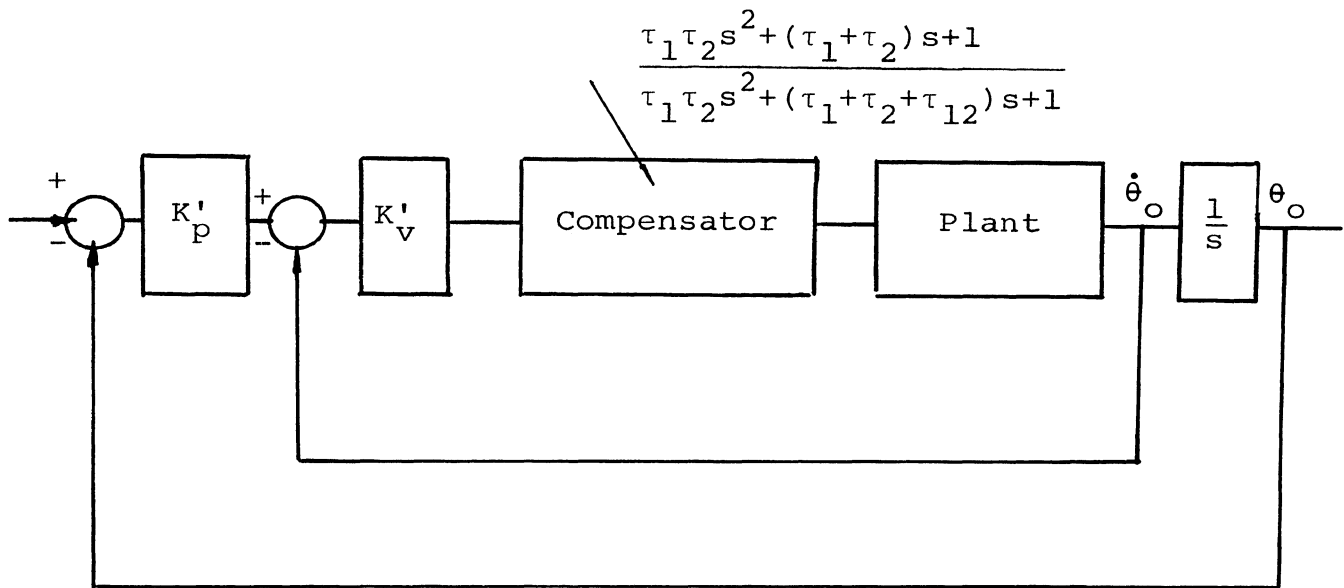 τ₁τ₂s²+(τ₁+τ₂)s+1
τ₁τ₂s²+(τ₁+τ₂+τ₁₂)s+1
+
-
K'ₚ
+
-
K'ᵥ
Compensator
Plant
θ̇ₒ
1
s
θₒ